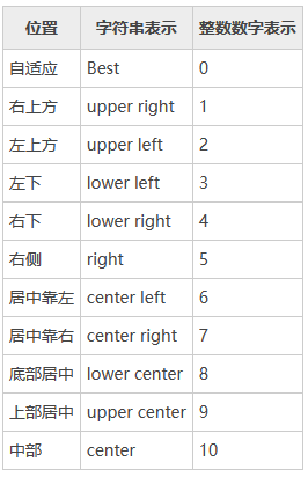 位置 字符串表示 整数数字表示
自适应 Best 0
右上方 upper right 1
左上方 upper left 2
左下 lower left 3
右下 lower right 4
右侧 right 5
居中靠左 center left 6
居中靠右 center right 7
底部居中 lower center 8
上部居中 upper center 9
中部 center 10